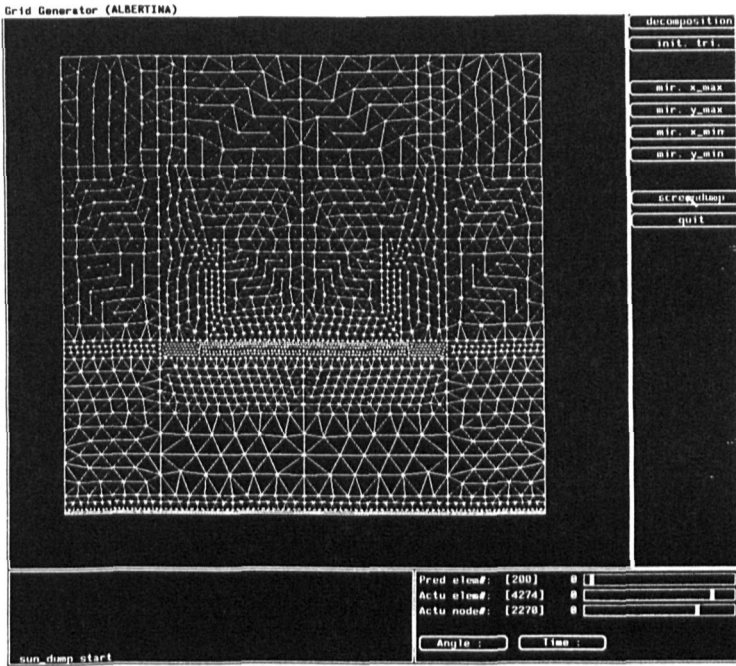 Grid Generator (ALBERTINA)
decomposition
init. tri.
mir. x_max
mir. y_max
mir. x_min
mir. y_min
screendump
quit
Pred elem#: [200] 0
Actu elem#: [4274] 0
Actu node#: [2270] 0
Angle : Time :
sun_dump start